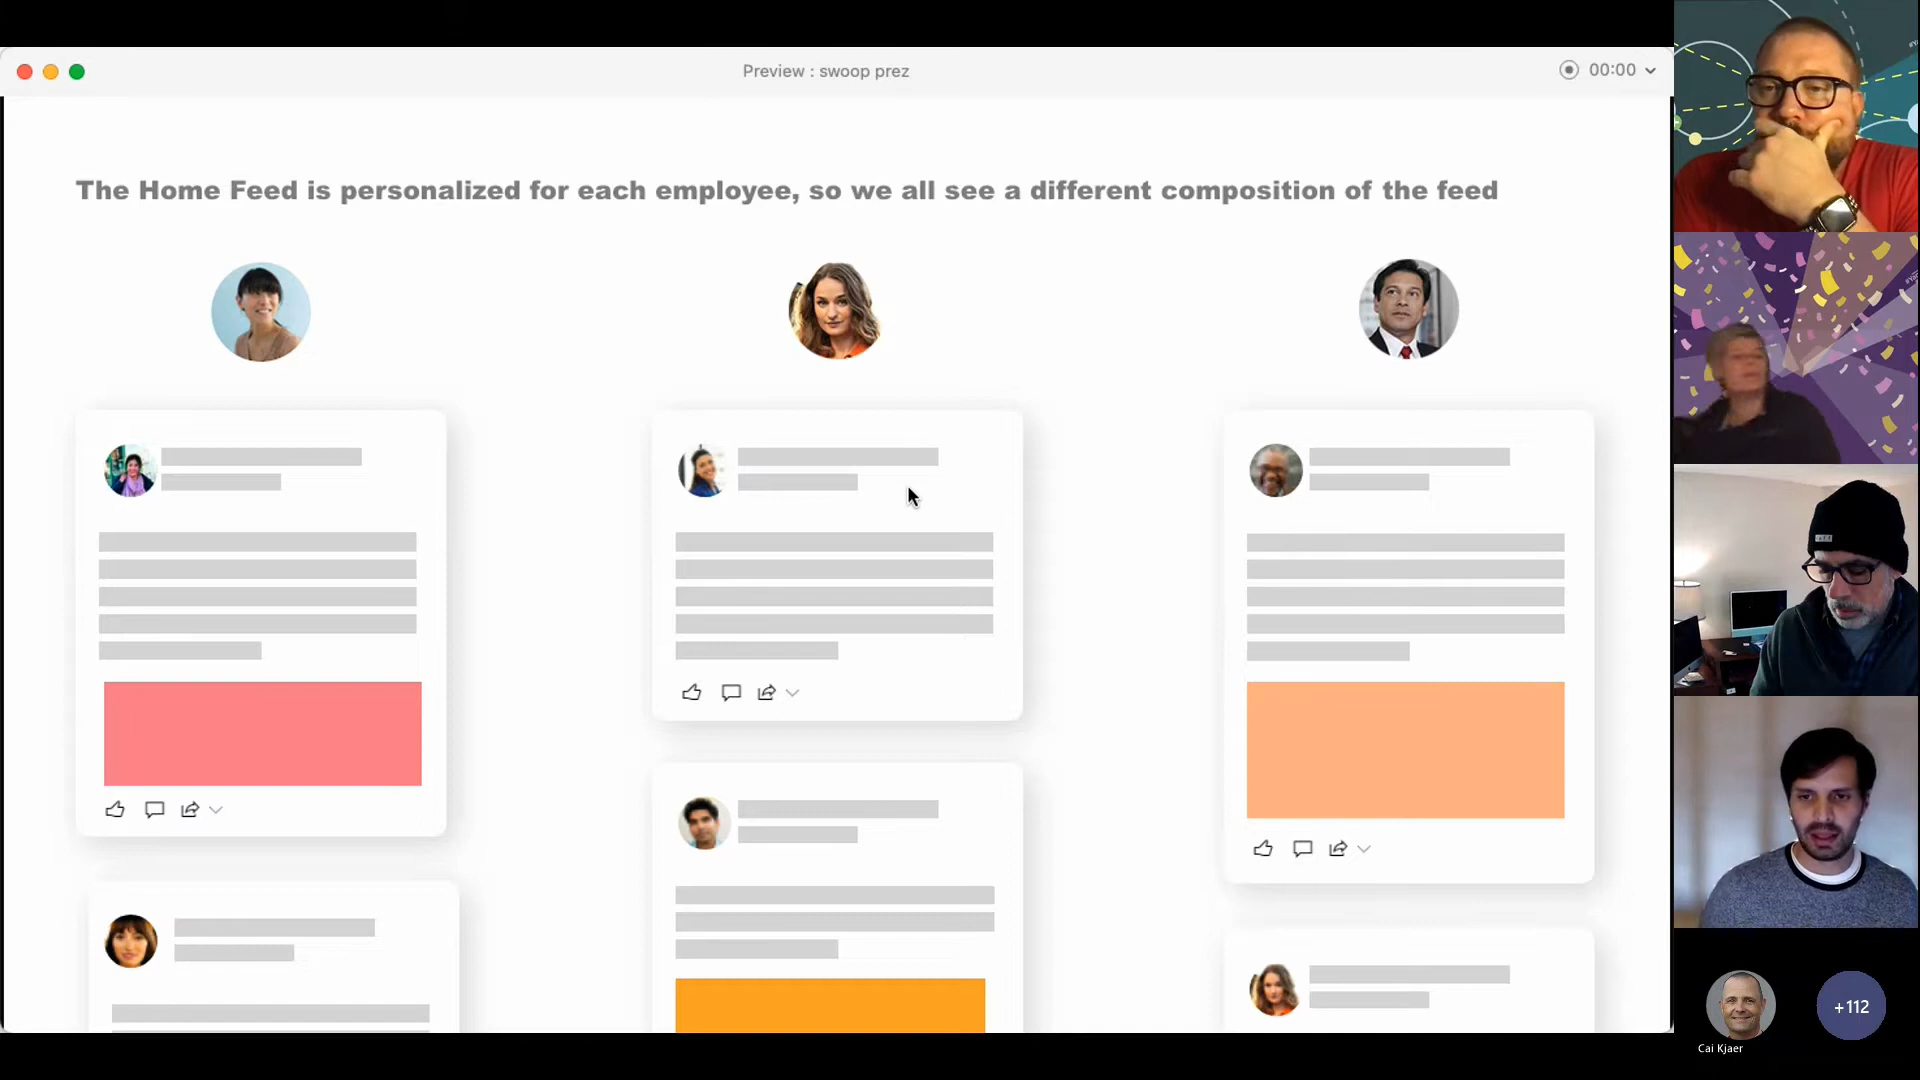 Preview : swoop prez
00:00
The Home Feed is personalized for each employee, so we all see a different composition of the feed
+112
Cai Kjaer